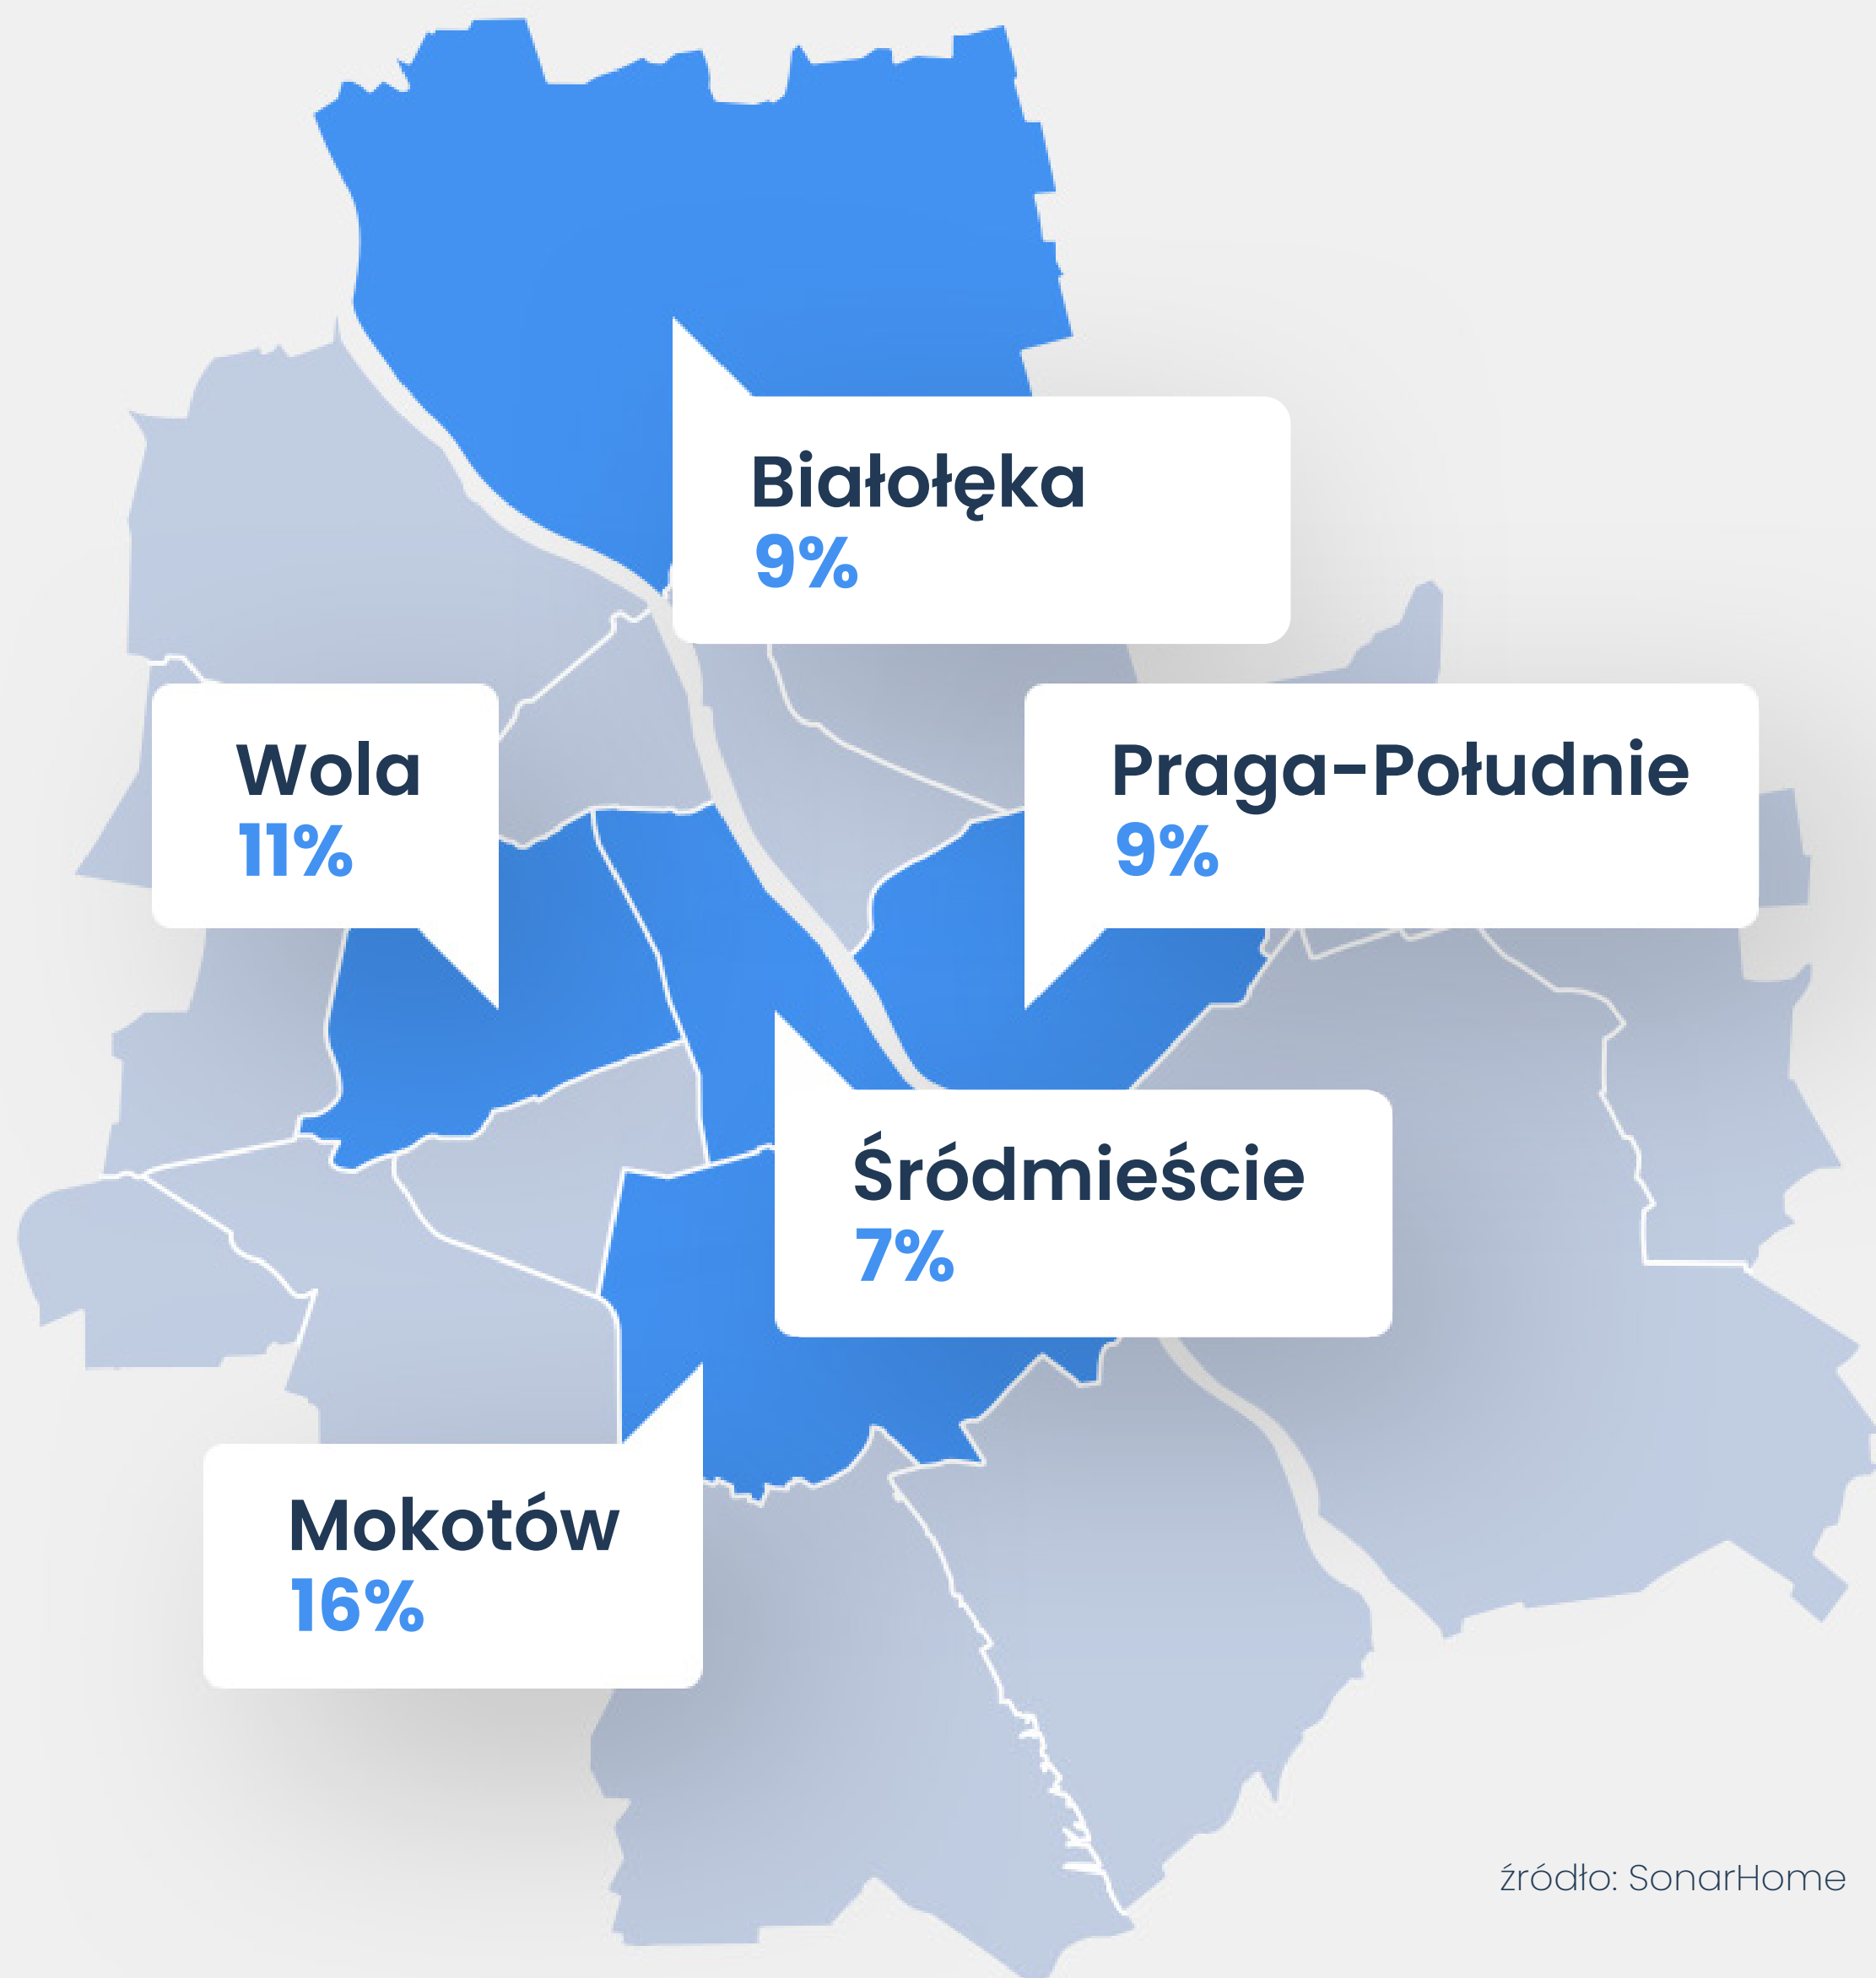 Białołęka
9%
Wola
11%
Praga-Południe
9%
Śródmieście
7%
Mokotów
16%
źródło: SonarHome